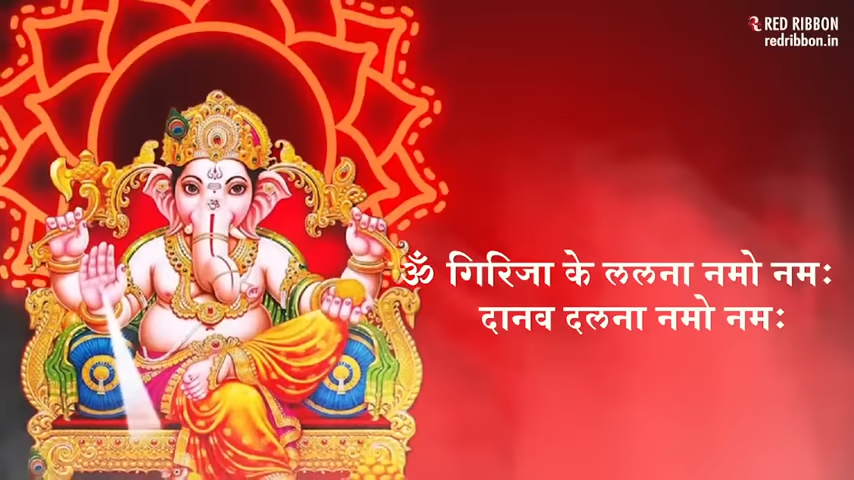 RED RIBBON
redribbon.in
ॐ गिरिजा के ललना नमो नमः
दानव दलना नमो नमः